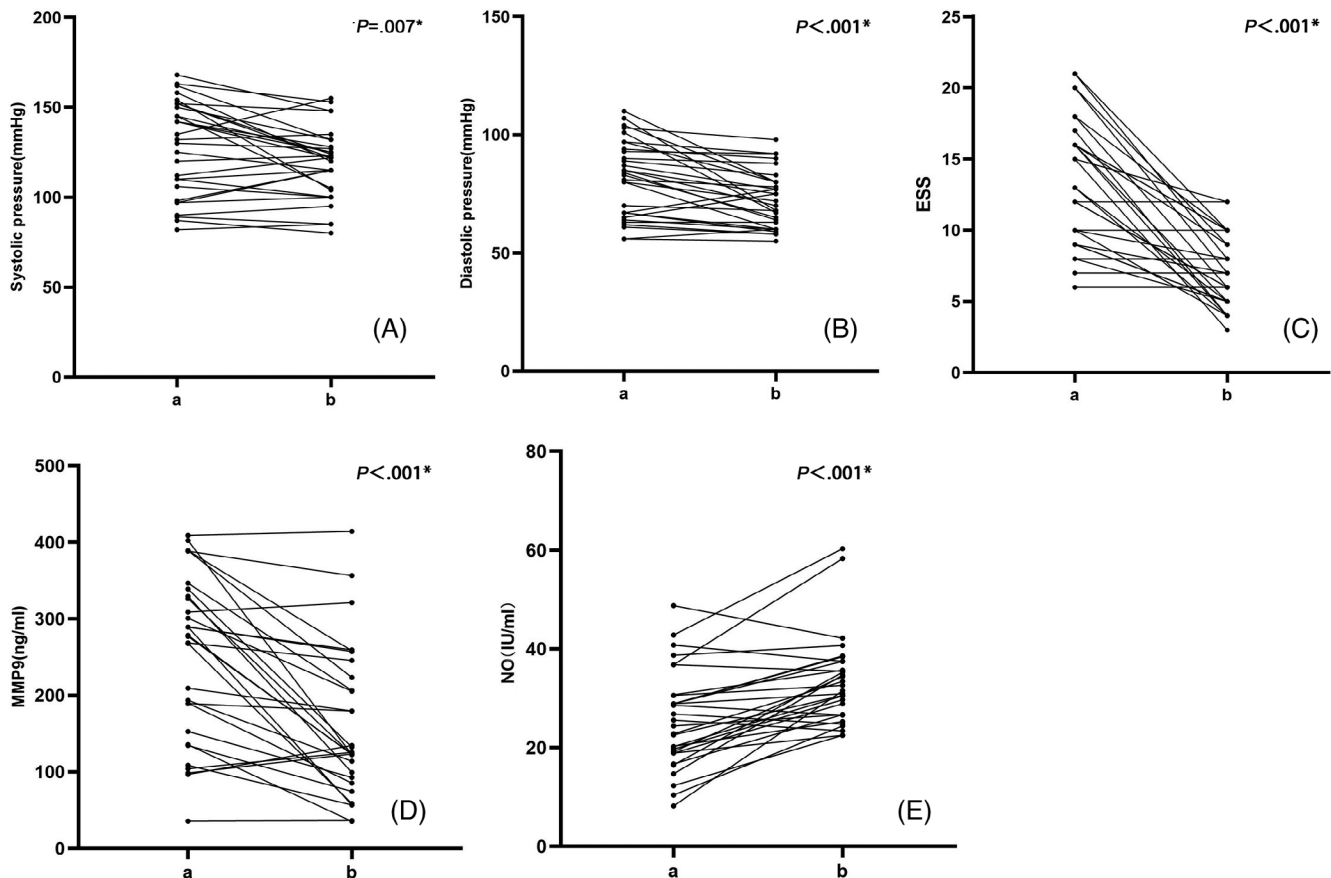 200
150
100
50
0
Systolic pressure(mmHg)
P=.007*
(A)
a
b
150
100
50
0
Diastolic pressure(mmHg)
P<.001*
(B)
a
b
25
20
15
10
5
0
ESS
P<.001*
(C)
a
b
500
400
300
200
100
0
MMP9(ng/ml)
P<.001*
(D)
a
b
80
60
40
20
0
NO(IU/ml)
P<.001*
(E)
a
b